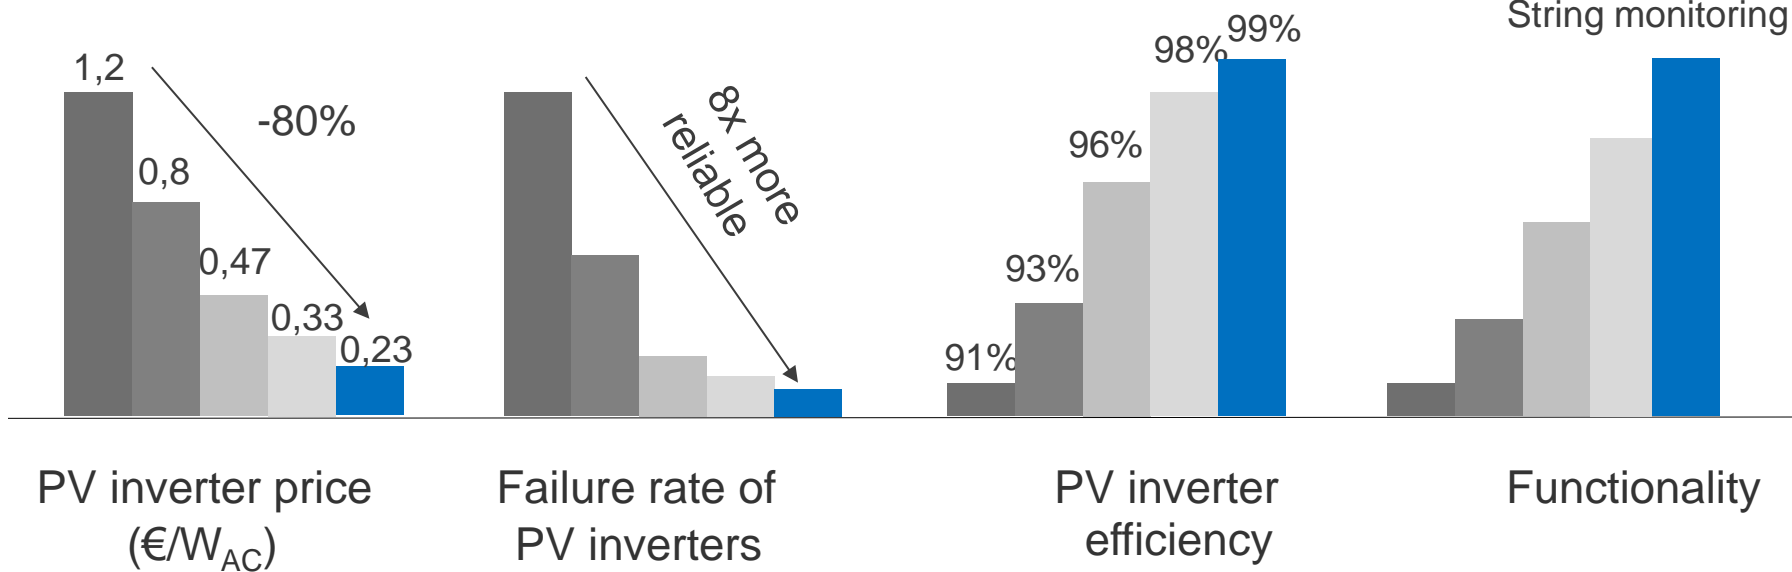 1,2
-80%
0,8
0,47
0,33
0,23
PV inverter price
(€/W_AC)
8x more
reliable
Failure rate of
PV inverters
91%
93%
96%
98%
99%
PV inverter
efficiency
String monitoring
Functionality